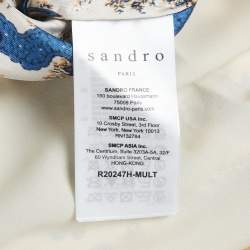 sandro
PARIS
SANDRO FRANCE
150 boulevard Haussmann
75008 Paris
www.sandro-paris.com
SMCP USA Inc.
10 Crosby Street, 3rd Floor
New York, New York 10013
RN132784
SMCP ASIA Inc.
The Centrium, Suite 3203A-5A, 32/F
60 Wyndham Street, Central
HONG-KONG
R20247H-MULT